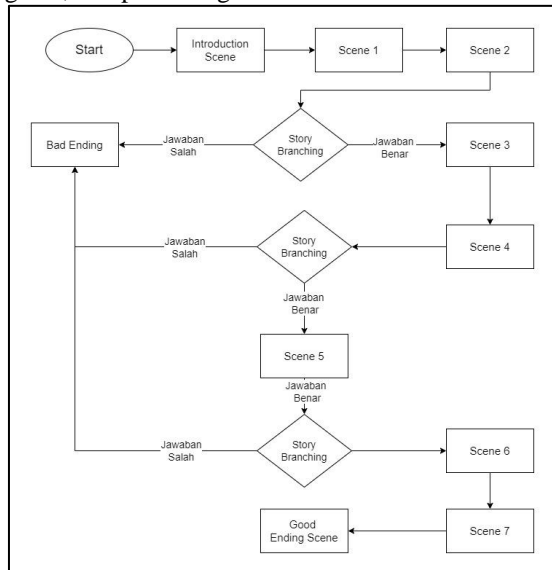 Start
Introduction
Scene
Scene 1
Scene 2
Bad Ending
Jawaban
Salah
Story
Branching
Jawaban
Benar
Scene 3
Jawaban
Salah
Story
Branching
Scene 4
Jawaban
Benar
Scene 5
Jawaban
Benar
Jawaban
Salah
Story
Branching
Scene 6
Good
Ending Scene
Scene 7